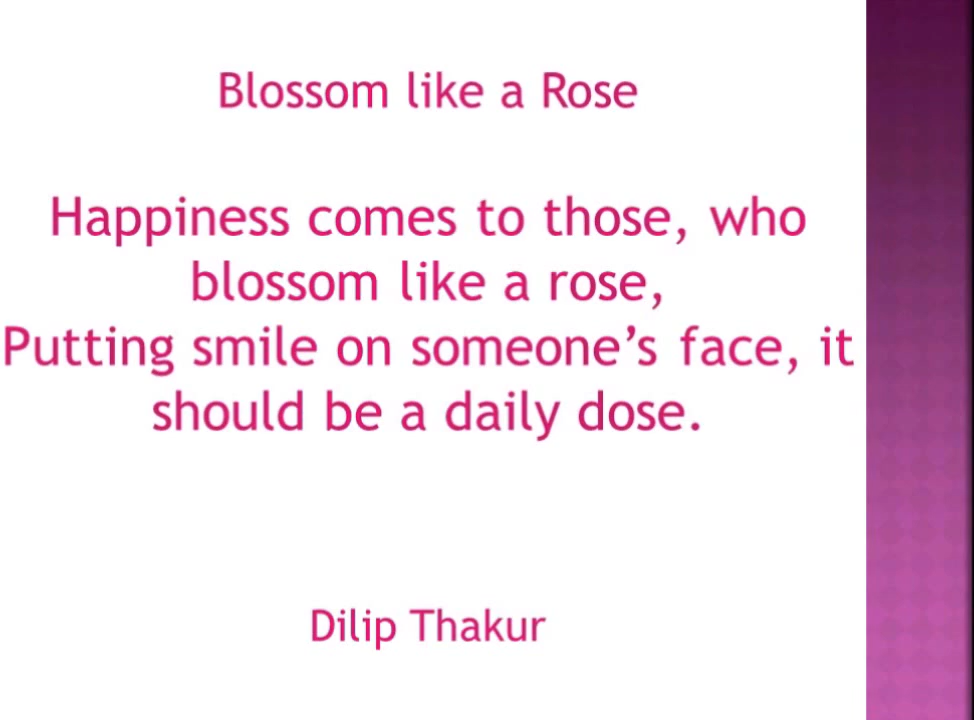 Blossom like a Rose
Happiness comes to those, who
blossom like a rose,
Putting smile on someone’s face, it
should be a daily dose.
Dilip Thakur